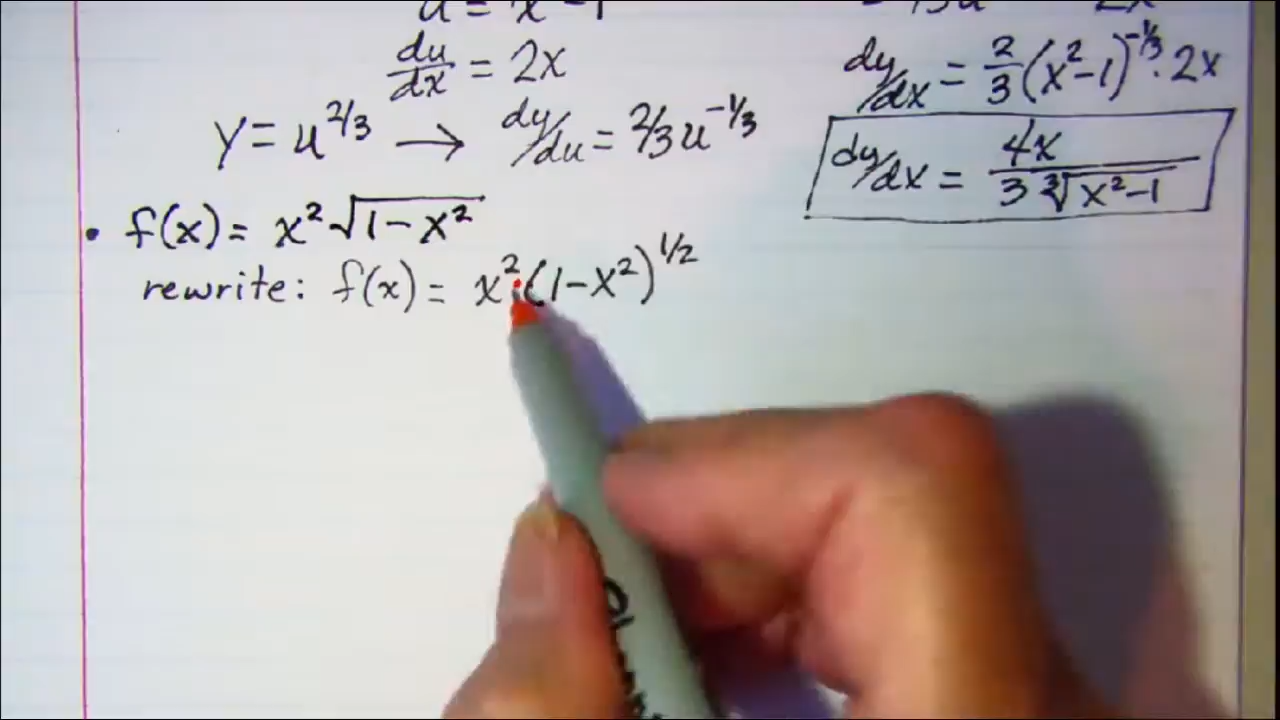 u = x
du/dx = 2x
y = u^2/3 → dy/du = 2/3 u^-1/3
dy/dx = 2/3 (x²-1)^-1/3 · 2x
dy/dx = 4x / 3∛x²-1
• f(x) = x² √1-x²
rewrite: f(x) = x² · (1-x²)^1/2